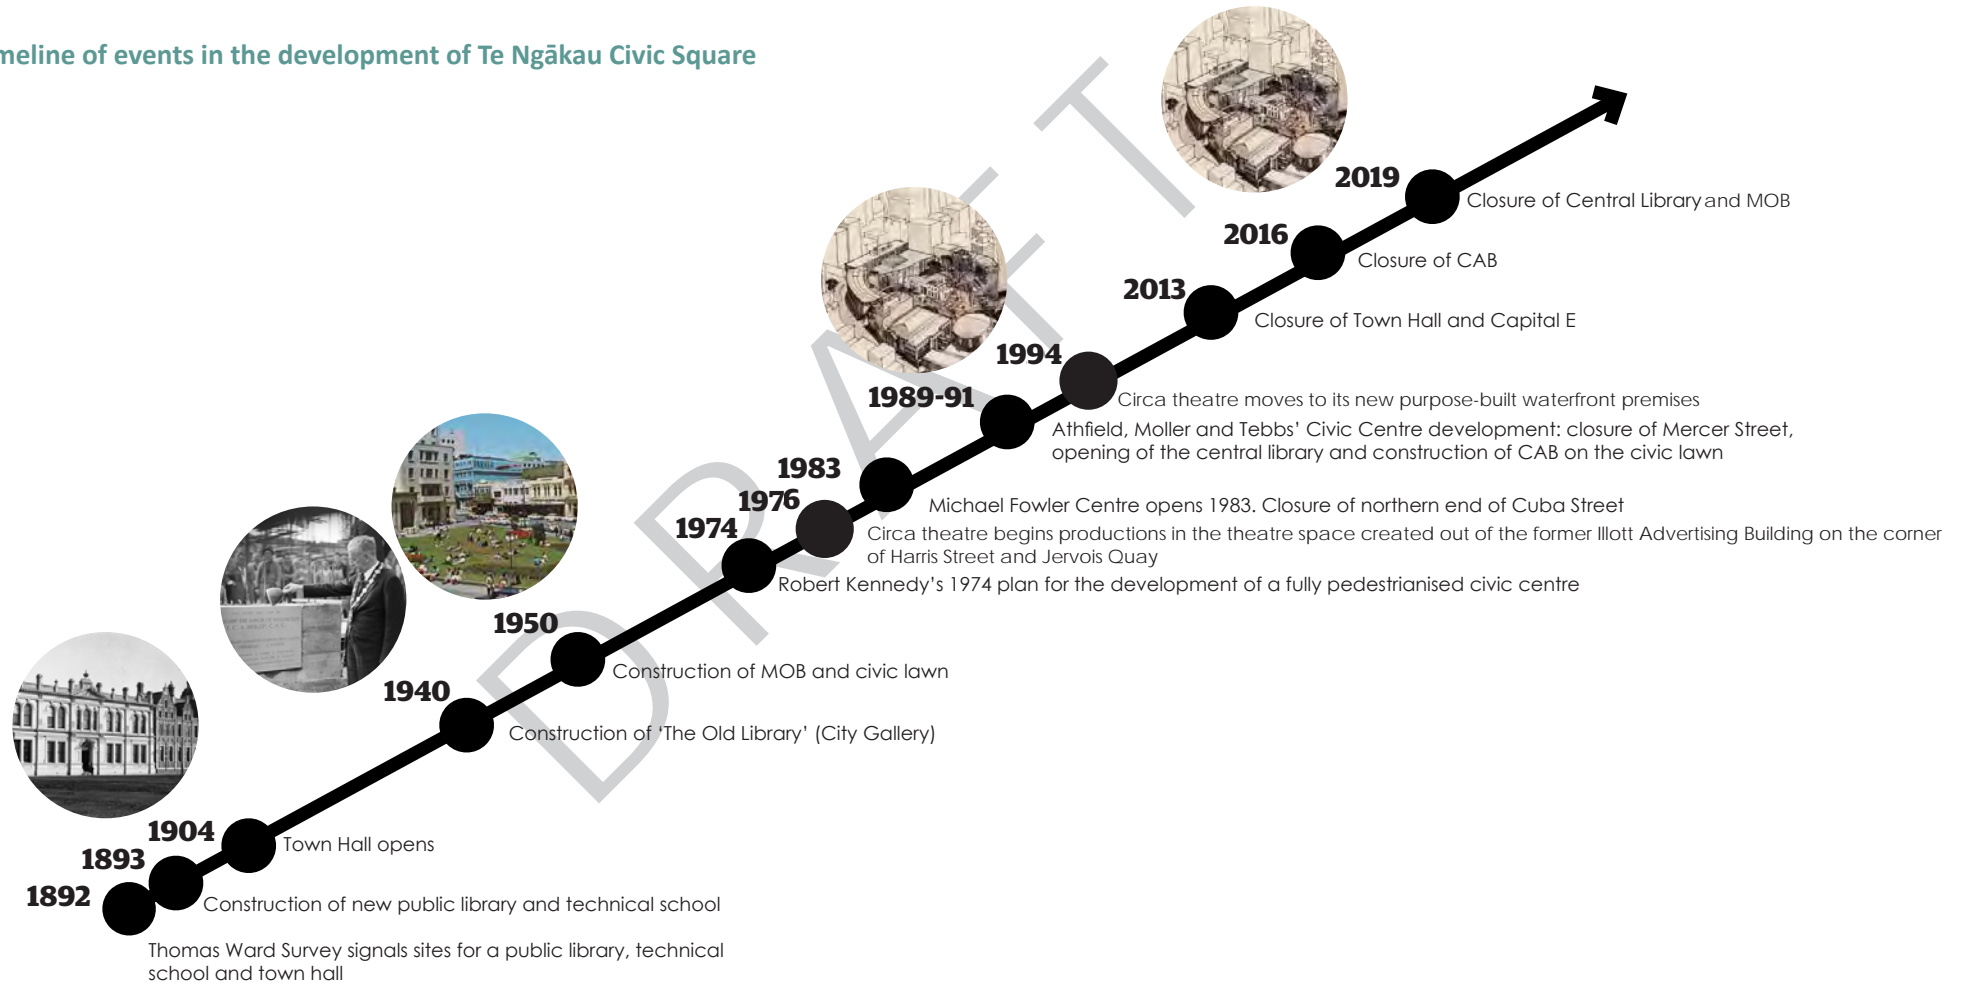 meline of events in the development of Te Ngākau Civic Square
DRAFT
2019
Closure of Central Library and MOB
2016
Closure of CAB
2013
Closure of Town Hall and Capital E
1994
Circa theatre moves to its new purpose-built waterfront premises
1989-91
Athfield, Moller and Tebbs' Civic Centre development: closure of Mercer Street,
opening of the central library and construction of CAB on the civic lawn
1983
Michael Fowler Centre opens 1983. Closure of northern end of Cuba Street
1976
Circa theatre begins productions in the theatre space created out of the former Illott Advertising Building on the corner
of Harris Street and Jervois Quay
1974
Robert Kennedy's 1974 plan for the development of a fully pedestrianised civic centre
1950
Construction of MOB and civic lawn
1940
Construction of 'The Old Library' (City Gallery)
1904
Town Hall opens
1893
Construction of new public library and technical school
1892
Thomas Ward Survey signals sites for a public library, technical
school and town hall